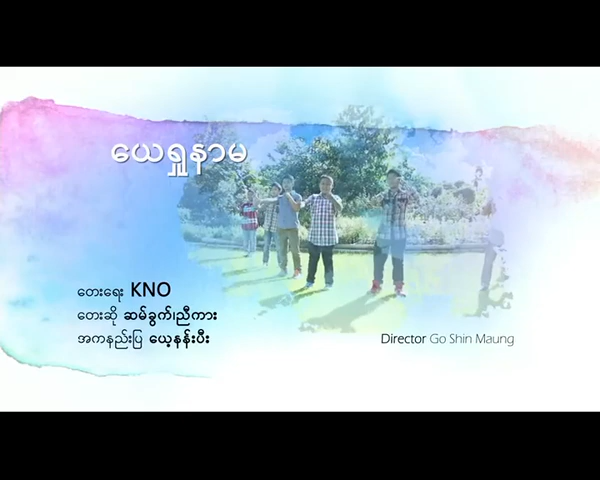 ယေရှုနာမ
တေးရေး KNO
တေးဆို ဆမ်ခွက်၊ညီကား
အကနည်းပြ ယေ့နန်းပီး
Director Go Shin Maung